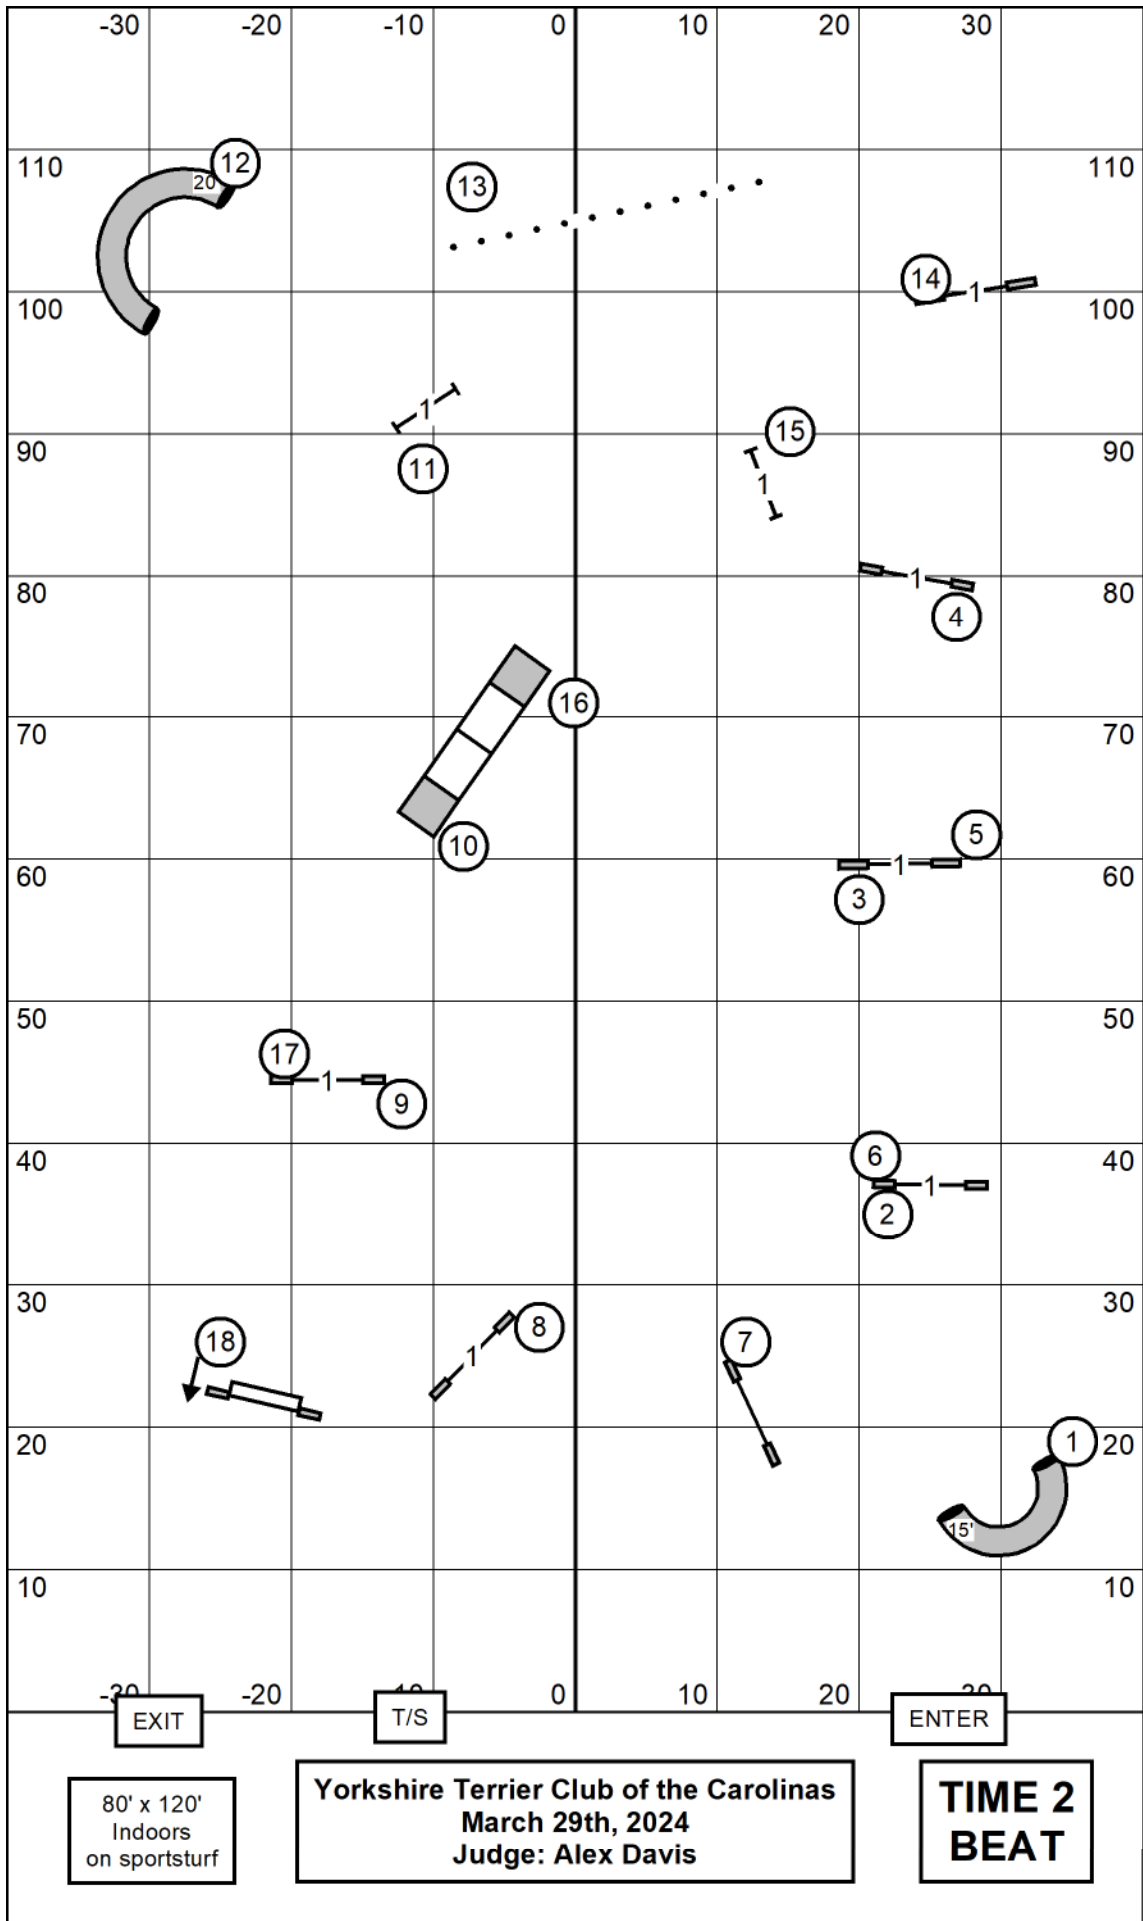 -30 -20 -10 0 10 20 30
110 12 20 13 110
14
100 1 100
1 15
90 11 1 90
1
80 4 80
16
70 70
5
10 1
60 3 60
50 50
17
1 9
40 6 40
1
2
30 30
18 1 8 7
20 1 20
15'
10 10
-30 -20 -10 0 10 20 30
EXIT T/S ENTER
80' x 120'
Indoors
on sportsturf
Yorkshire Terrier Club of the Carolinas
March 29th, 2024
Judge: Alex Davis
TIME 2
BEAT